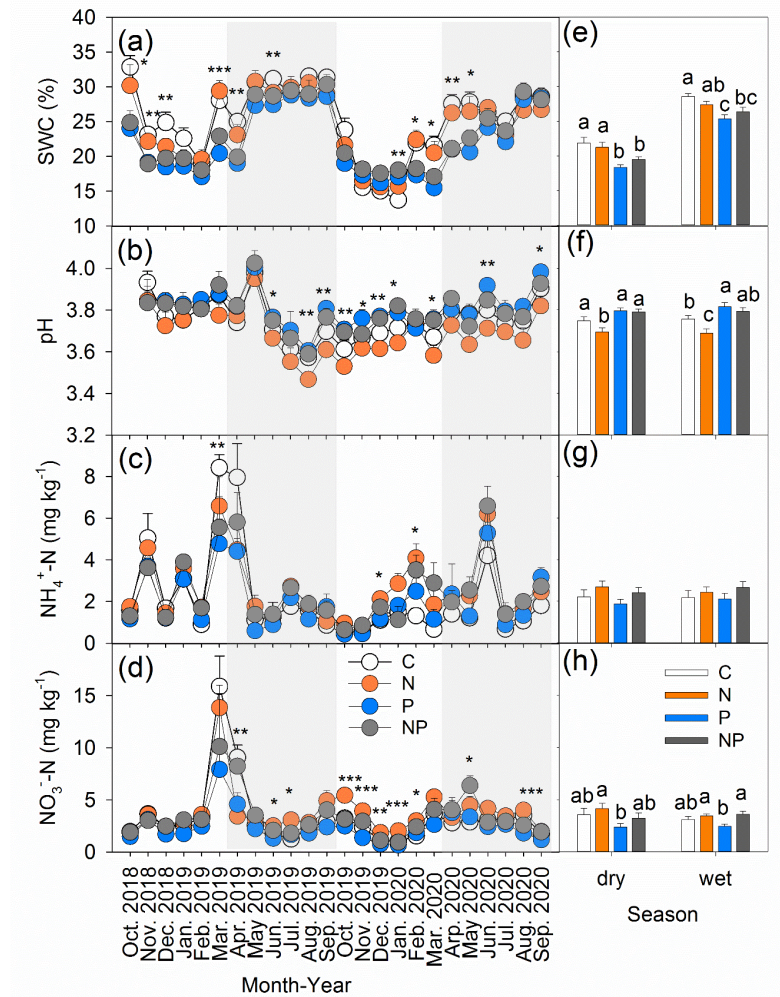 (a)
(e)
40
35
30
25
20
15
10
SWC (%)
*
**
**
***
**
**
**
*
*
**
*
a
a
b
b
a
ab
c
bc
(b)
(f)
4.0
3.8
3.6
3.4
3.2
pH
*
**
**
**
*
**
*
*
**
*
a
b
a
a
b
c
a
ab
(c)
(g)
8
6
4
2
0
NH₄⁺-N (mg kg⁻¹)
**
*
*
(d)
(h)
15
10
5
0
NO₃⁻-N (mg kg⁻¹)
C
N
P
NP
**
*
*
***
***
**
***
*
*
***
C
N
P
NP
ab
a
b
ab
ab
a
b
a
Oct. 2018
Nov. 2018
Dec. 2018
Jan. 2019
Feb. 2019
Mar. 2019
Apr. 2019
May 2019
Jun. 2019
Jul. 2019
Aug. 2019
Sep. 2019
Oct. 2019
Nov. 2019
Dec. 2019
Jan. 2020
Feb. 2020
Mar. 2020
Arp. 2020
May 2020
Jun. 2020
Jul. 2020
Aug. 2020
Sep. 2020
Month-Year
dry wet
Season